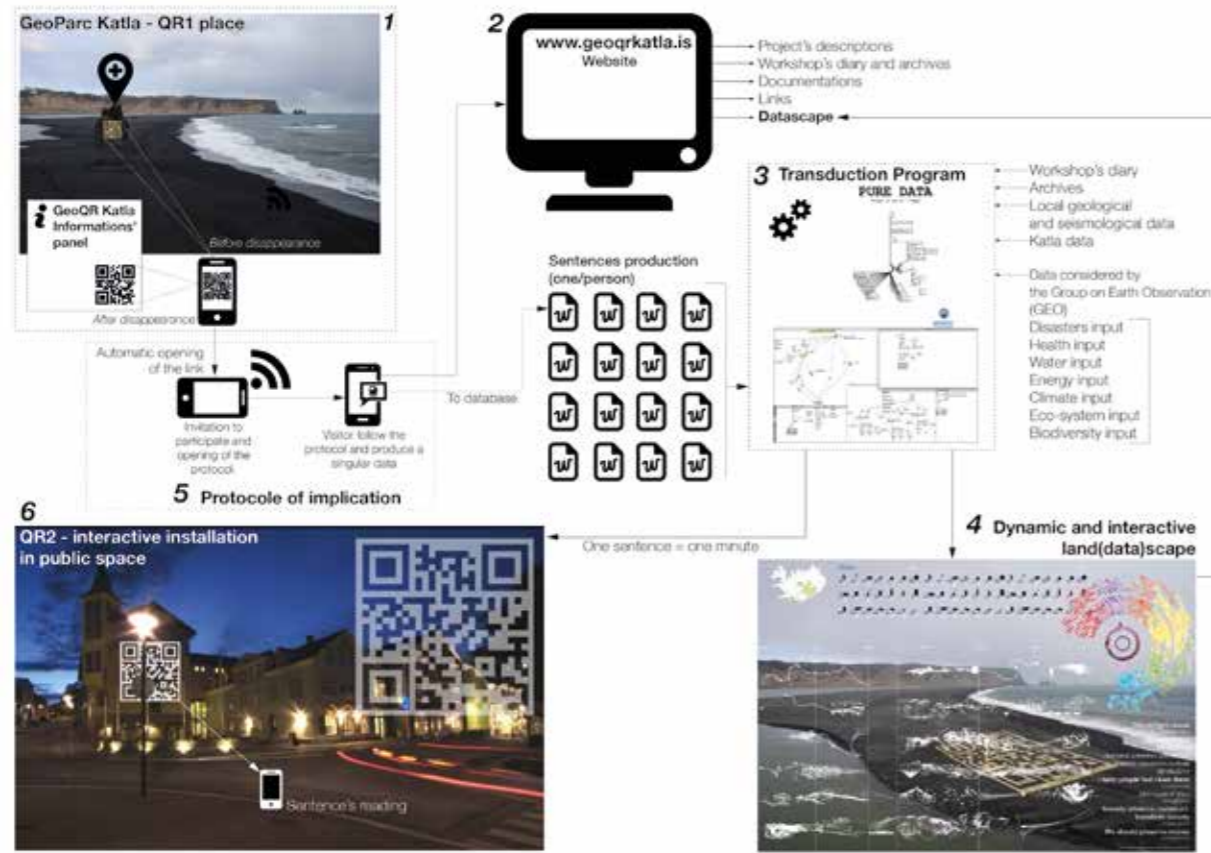 GeoParc Katla - QR1 place
1
GeoQR Katla
Informations'
panel
Before disappearance
After disappearance
2
www.geoqrkatla.is
Website
Project's descriptions
Workshop's diary and archives
Documentations
Links
Datascape
3 Transduction Program
PURE DATA
Workshop's diary
Archives
Local geological
and seismological data
Katla data
Data considered by
the Group on Earth Observation
(GEO)
Disasters input
Health input
Water input
Energy input
Climate input
Eco-system input
Biodiversity input
Sentences production
(one/person)
Automatic opening
of the link
Invitation to
participate and
opening of the
protocol
Visitor follow the
protocol and produce a
singular data
To database
5 Protocole of implication
6
QR2 - interactive installation
in public space
One sentence = one minute
Sentence's reading
4 Dynamic and interactive
land(data)scape